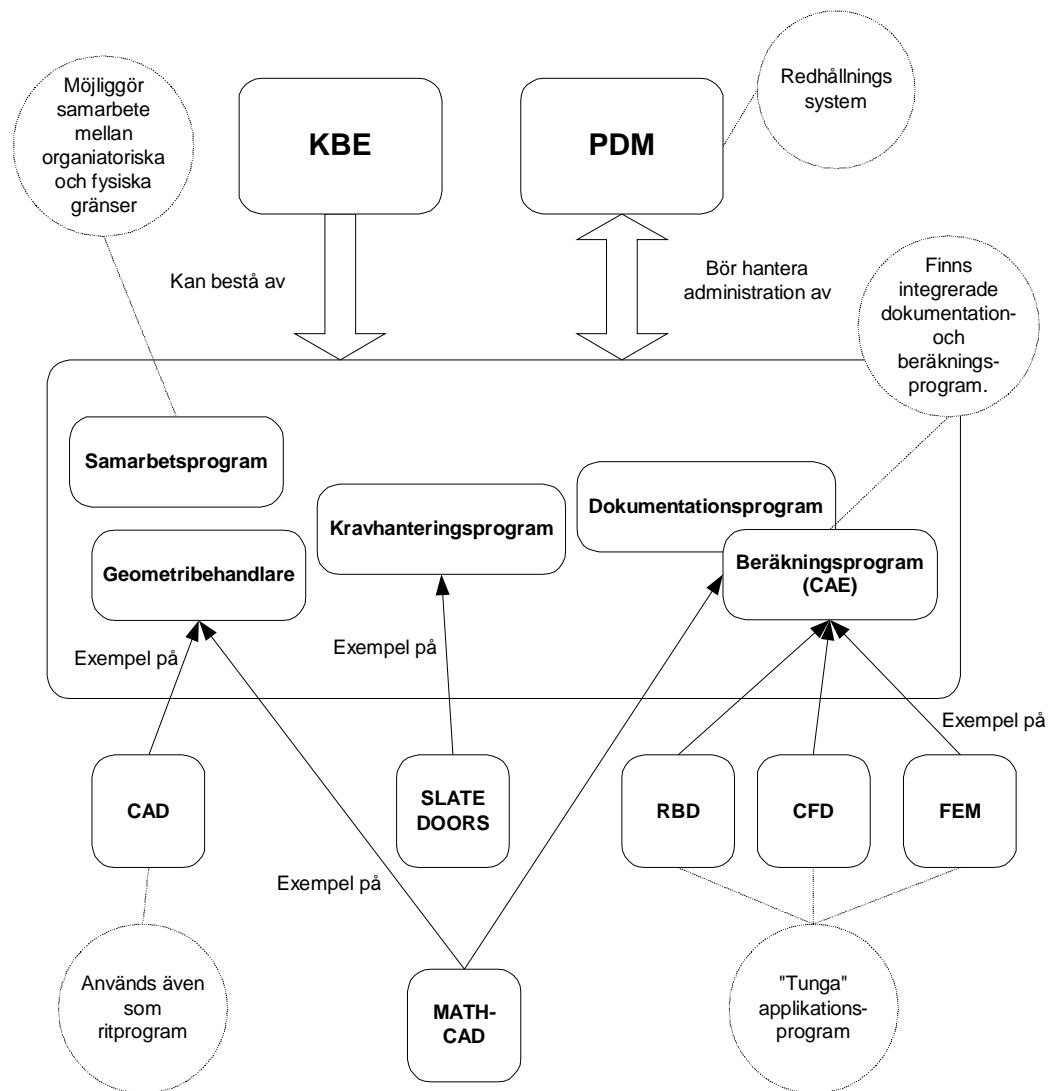 Möjliggör
samarbete
mellan
organiatoriska
och fysiska
gränser
KBE
PDM
Redhållnings
system
Kan bestå av
Bör hantera
administration av
Finns
integrerade
dokumentation-
och
beräknings-
program.
Samarbetsprogram
Kravhanteringsprogram
Dokumentationsprogram
Geometribehandlare
Beräkningsprogram
(CAE)
Exempel på
Exempel på
Exempel på
CAD
SLATE
DOORS
RBD
CFD
FEM
Exempel på
Används även
som
ritprogram
MATH-
CAD
"Tunga"
applikations-
program